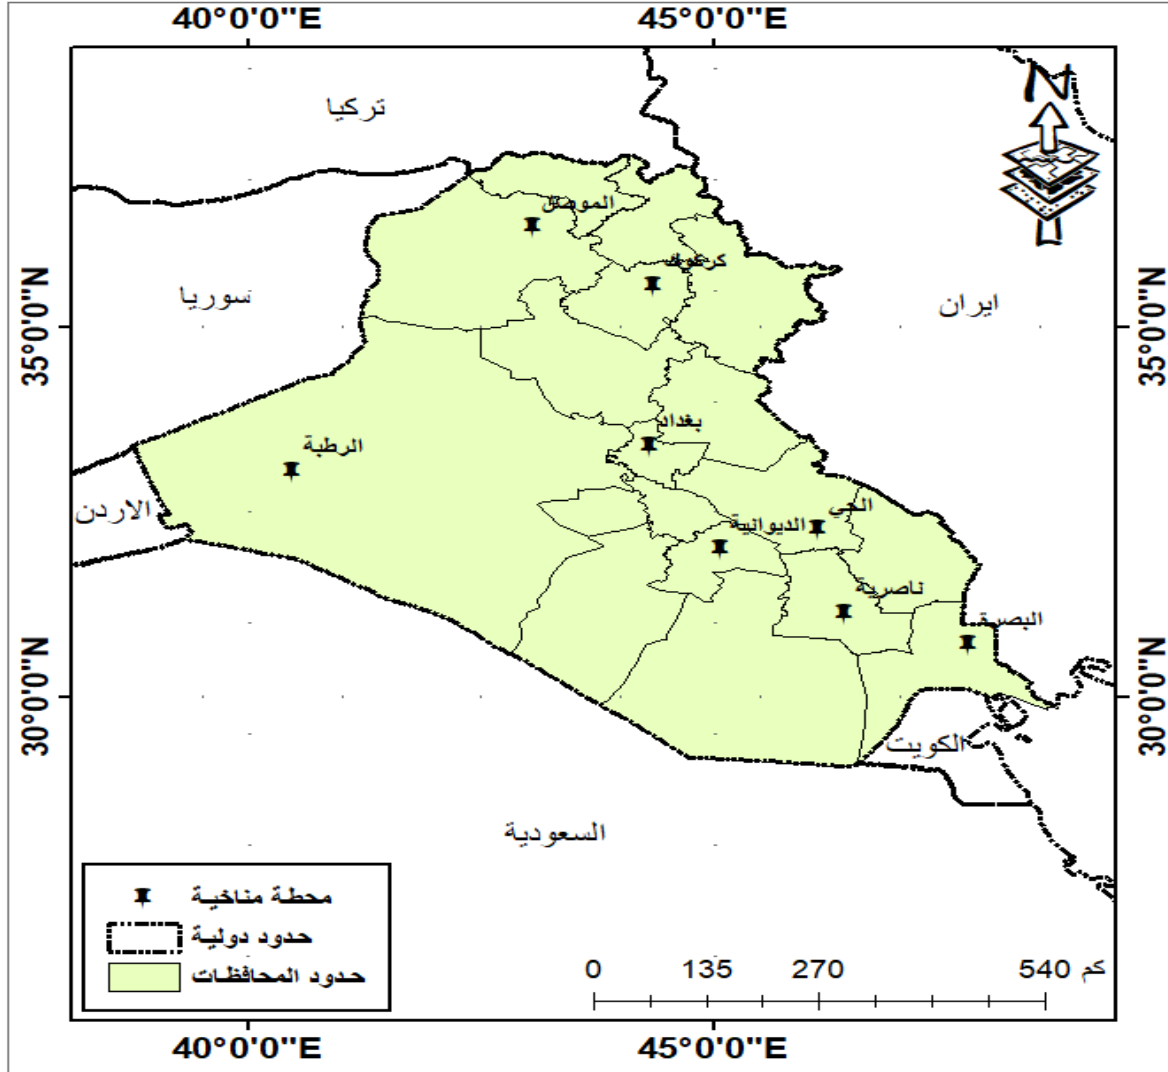 40°0'0"E 45°0'0"E
N
تركيا
الموصل
كركوك
35°0'0"N
سوريا
ايران
35°0'0"N
بغداد
الرطبة
الاردن
الحي
الديوانية
ناصرية
البصرة
30°0'0"N
30°0'0"N
الكويت
السعودية
محطة مناخية
حدود دولية
حدود المحافظات
0 135 270 540 كم
40°0'0"E 45°0'0"E